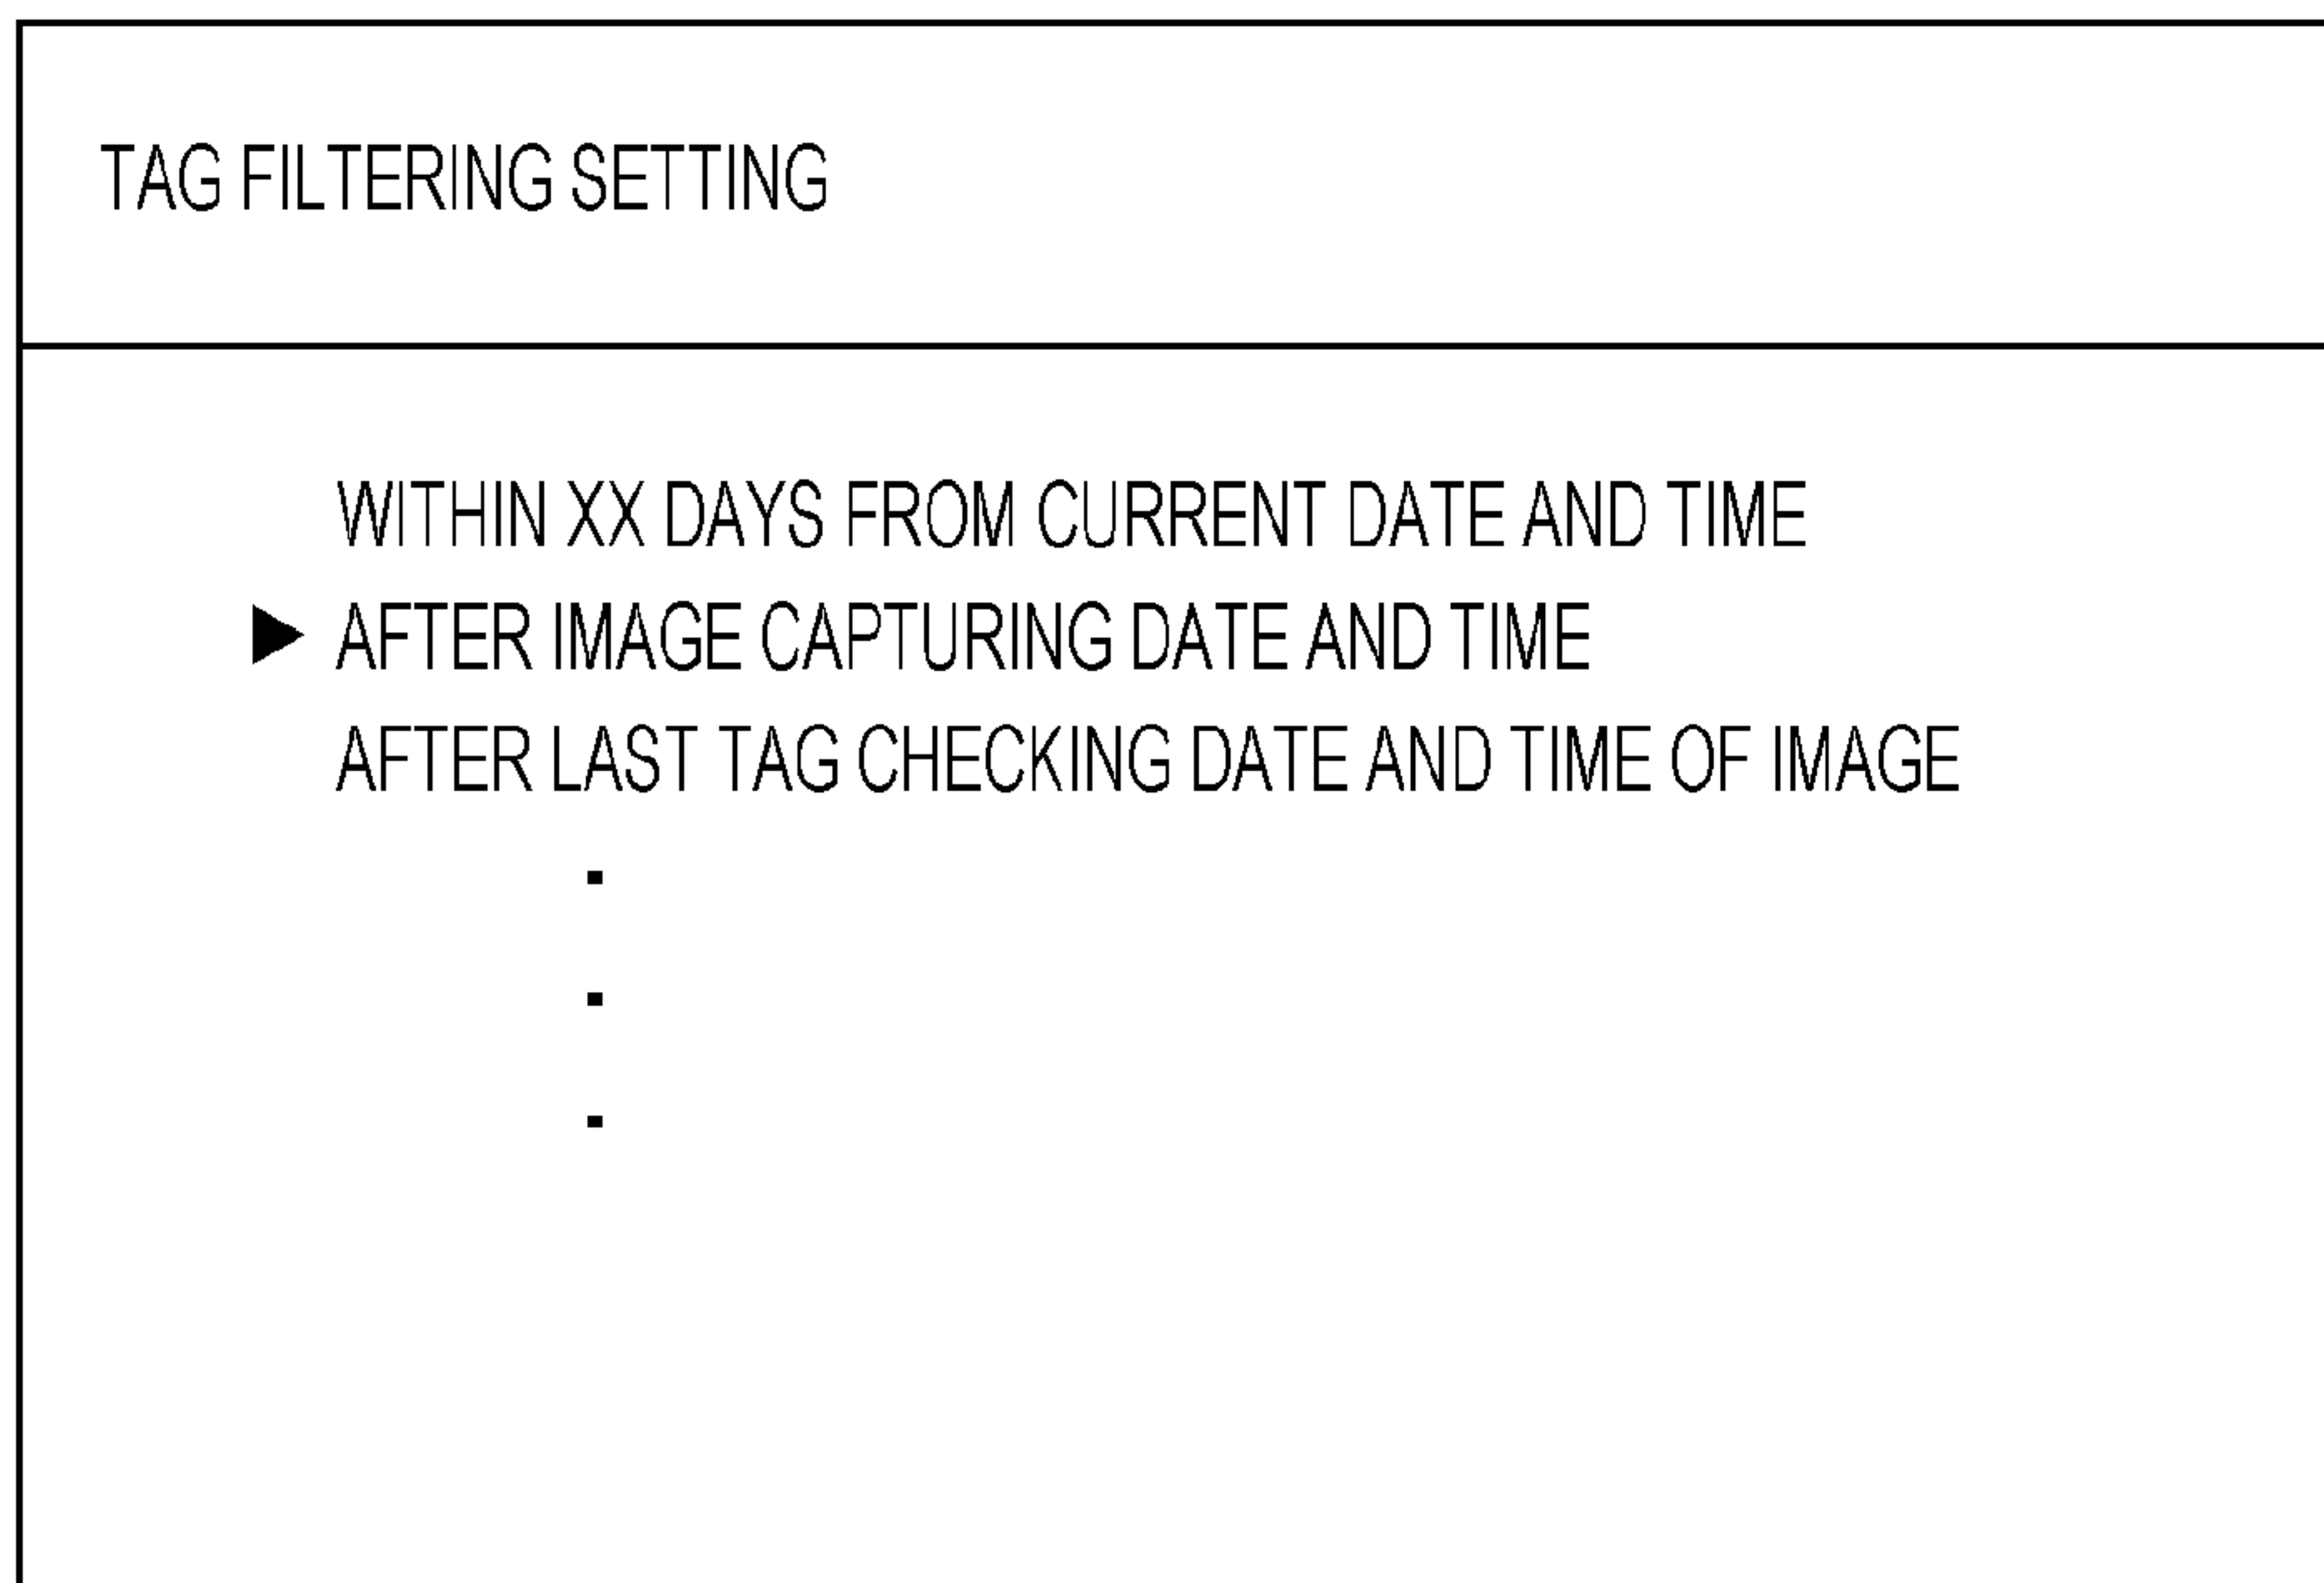 TAG FILTERING SETTING
WITHIN XX DAYS FROM CURRENT DATE AND TIME
AFTER IMAGE CAPTURING DATE AND TIME
AFTER LAST TAG CHECKING DATE AND TIME OF IMAGE